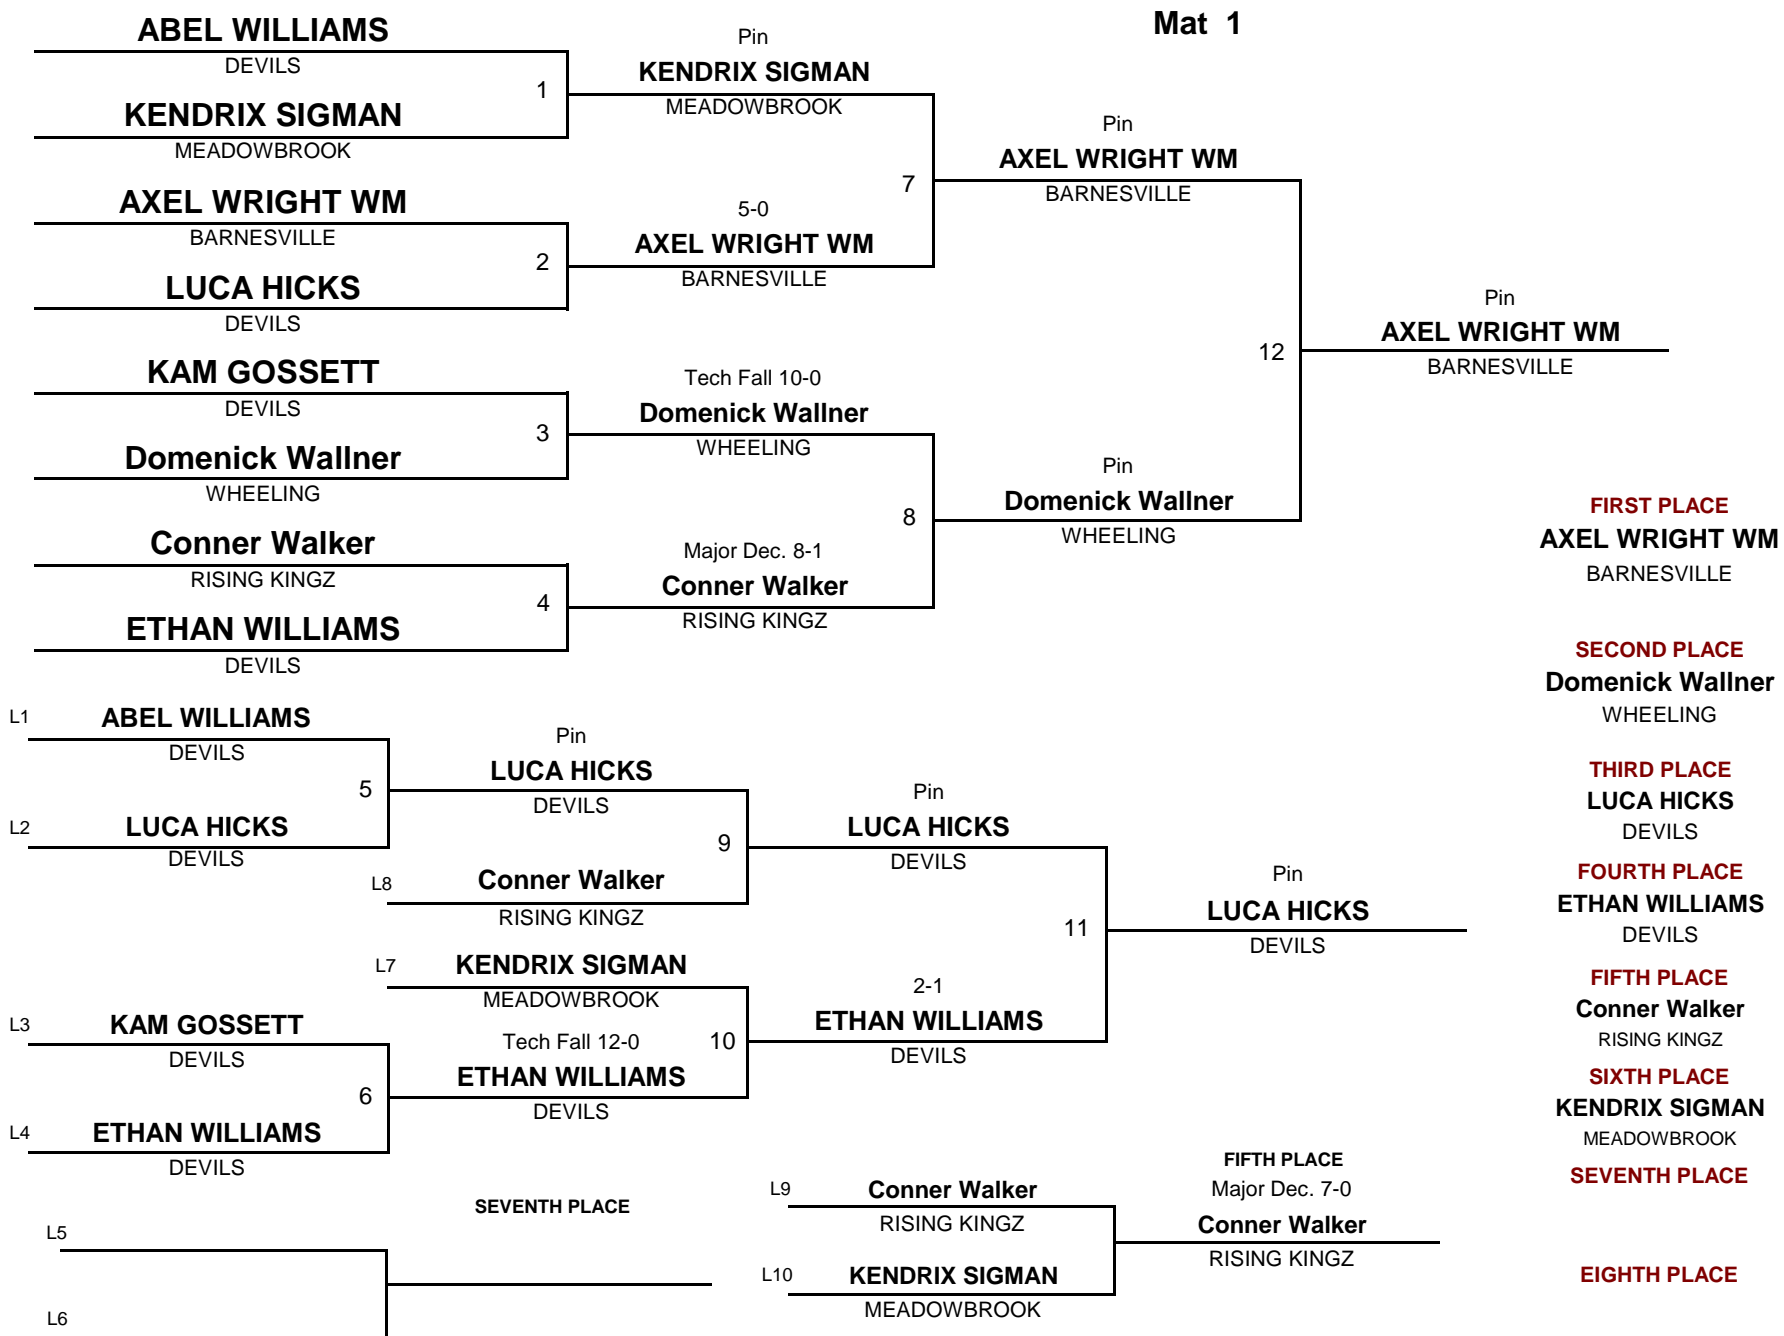 Mat 1
ABEL WILLIAMS
DEVILS
1
KENDRIX SIGMAN
MEADOWBROOK
AXEL WRIGHT WM
BARNESVILLE
2
LUCA HICKS
DEVILS
KAM GOSSETT
DEVILS
3
Domenick Wallner
WHEELING
Conner Walker
RISING KINGZ
4
ETHAN WILLIAMS
DEVILS
Pin
KENDRIX SIGMAN
MEADOWBROOK
7
5-0
AXEL WRIGHT WM
BARNESVILLE
Tech Fall 10-0
Domenick Wallner
WHEELING
8
Major Dec. 8-1
Conner Walker
RISING KINGZ
Pin
AXEL WRIGHT WM
BARNESVILLE
12
Pin
Domenick Wallner
WHEELING
Pin
AXEL WRIGHT WM
BARNESVILLE
L1
ABEL WILLIAMS
DEVILS
5
L2
LUCA HICKS
DEVILS
L3
KAM GOSSETT
DEVILS
6
L4
ETHAN WILLIAMS
DEVILS
Pin
LUCA HICKS
DEVILS
9
L8
Conner Walker
RISING KINGZ
L7
KENDRIX SIGMAN
MEADOWBROOK
10
Tech Fall 12-0
ETHAN WILLIAMS
DEVILS
Pin
LUCA HICKS
DEVILS
11
2-1
ETHAN WILLIAMS
DEVILS
Pin
LUCA HICKS
DEVILS
SEVENTH PLACE
L5
L6
L9
Conner Walker
RISING KINGZ
L10
KENDRIX SIGMAN
MEADOWBROOK
FIFTH PLACE
Major Dec. 7-0
Conner Walker
RISING KINGZ
FIRST PLACE
AXEL WRIGHT WM
BARNESVILLE
SECOND PLACE
Domenick Wallner
WHEELING
THIRD PLACE
LUCA HICKS
DEVILS
FOURTH PLACE
ETHAN WILLIAMS
DEVILS
FIFTH PLACE
Conner Walker
RISING KINGZ
SIXTH PLACE
KENDRIX SIGMAN
MEADOWBROOK
SEVENTH PLACE
EIGHTH PLACE